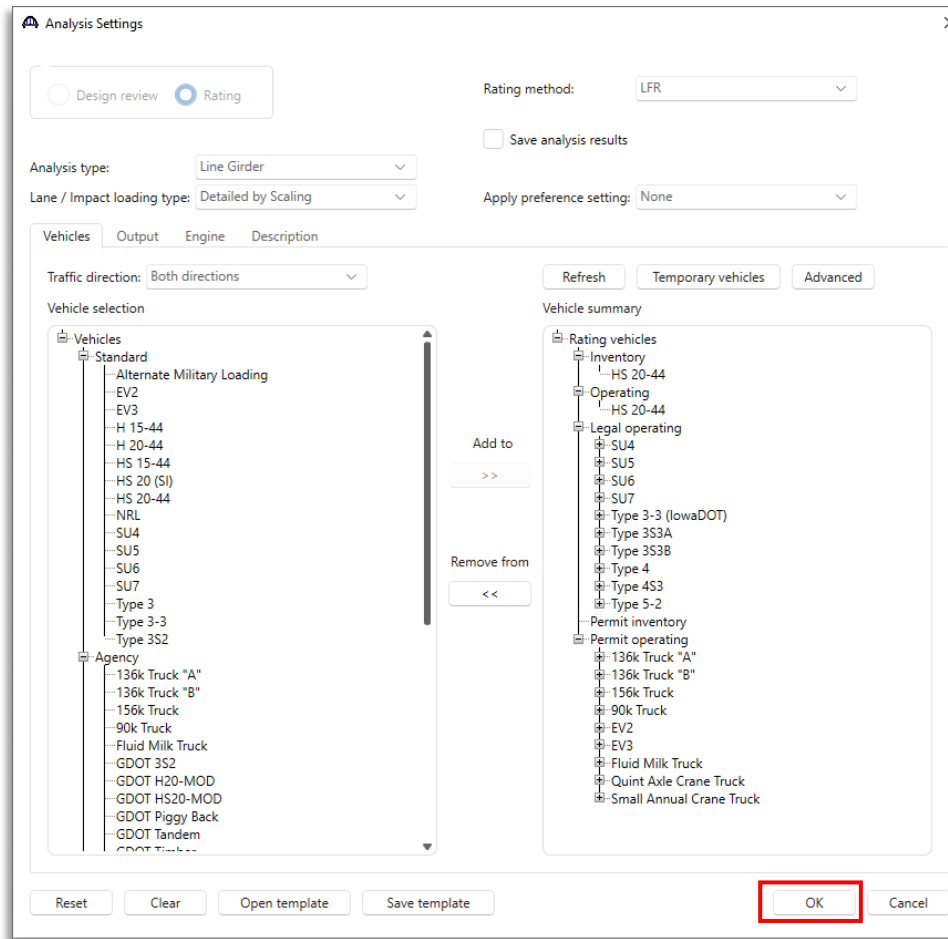 Analysis Settings
Design review
Rating
Rating method:
LFR
Save analysis results
Analysis type:
Line Girder
Lane / Impact loading type:
Detailed by Scaling
Apply preference setting:
None
Vehicles
Output
Engine
Description
Traffic direction:
Both directions
Refresh
Temporary vehicles
Advanced
Vehicle selection
Vehicles
Standard
Alternate Military Loading
EV2
EV3
H 15-44
H 20-44
HS 15-44
HS 20 (SI)
HS 20-44
NRL
SU4
SU5
SU6
SU7
Type 3
Type 3-3
Type 3S2
Agency
136k Truck "A"
136k Truck "B"
156k Truck
90k Truck
Fluid Milk Truck
GDOT 3S2
GDOT H20-MOD
GDOT HS20-MOD
GDOT Piggy Back
GDOT Tandem
GDOT Timber
Add to
>>
Remove from
<<
Vehicle summary
Rating vehicles
Inventory
HS 20-44
Operating
HS 20-44
Legal operating
SU4
SU5
SU6
SU7
Type 3-3 (IowaDOT)
Type 3S3A
Type 3S3B
Type 4
Type 4S3
Type 5-2
Permit inventory
Permit operating
136k Truck "A"
136k Truck "B"
156k Truck
90k Truck
EV2
EV3
Fluid Milk Truck
Quint Axle Crane Truck
Small Annual Crane Truck
Reset
Clear
Open template
Save template
OK
Cancel